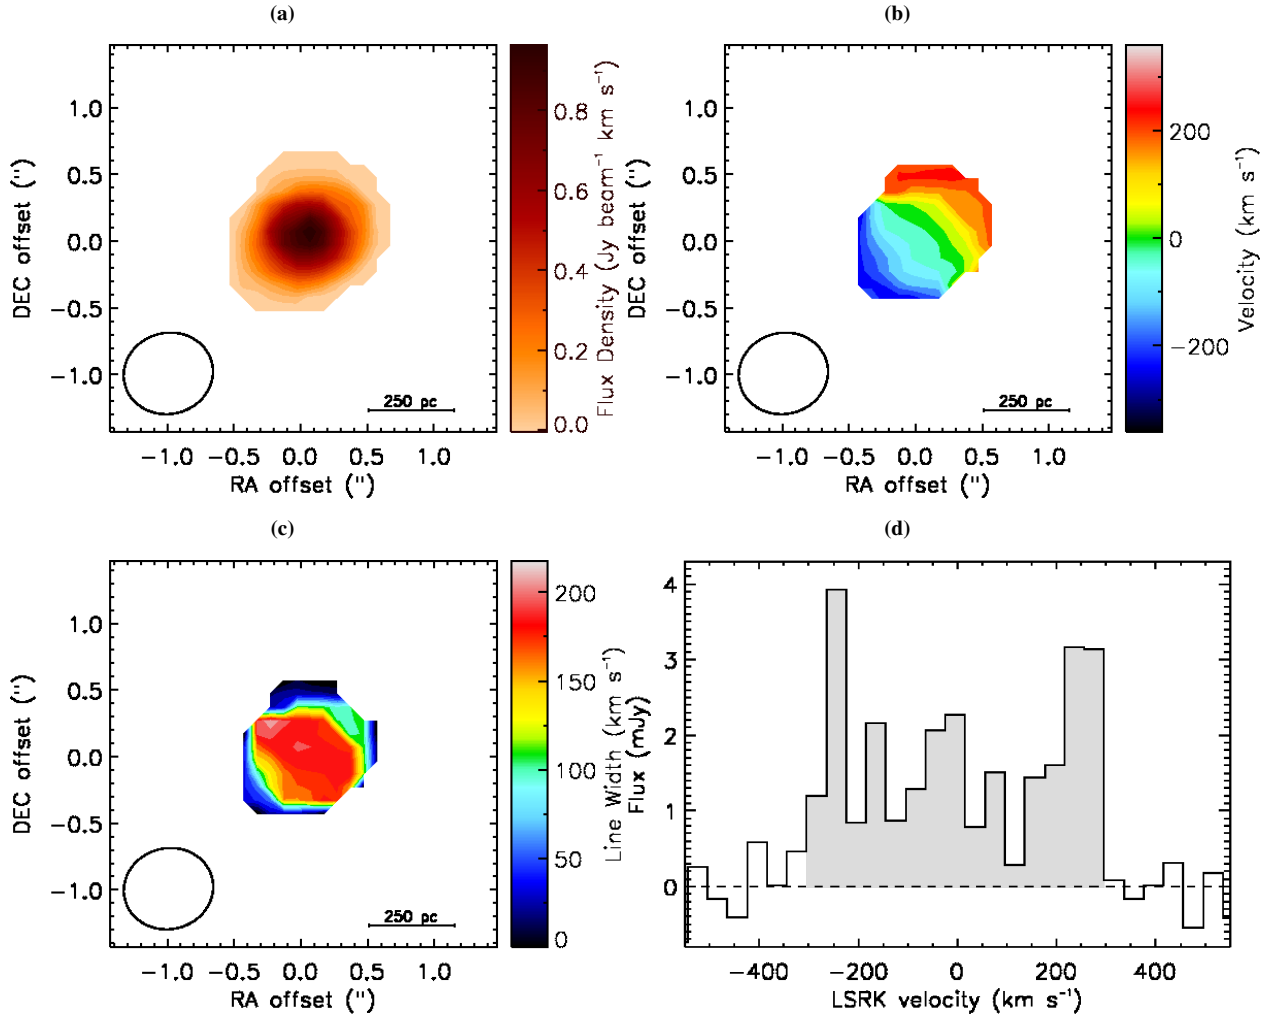 (a)
1.0
0.5
0.0
−0.5
−1.0
DEC offset (")
−1.0 −0.5 0.0 0.5 1.0
RA offset (")
250 pc
0.8
0.6
0.4
0.2
0.0
Flux Density (Jy beam⁻¹ km s⁻¹)
(b)
1.0
0.5
0.0
−0.5
−1.0
DEC offset (")
−1.0 −0.5 0.0 0.5 1.0
RA offset (")
250 pc
200
0
−200
Velocity (km s⁻¹)
(c)
1.0
0.5
0.0
−0.5
−1.0
DEC offset (")
−1.0 −0.5 0.0 0.5 1.0
RA offset (")
250 pc
200
150
100
50
0
Line Width (km s⁻¹)
(d)
4
3
2
1
0
Flux (mJy)
−400 −200 0 200 400
LSRK velocity (km s⁻¹)